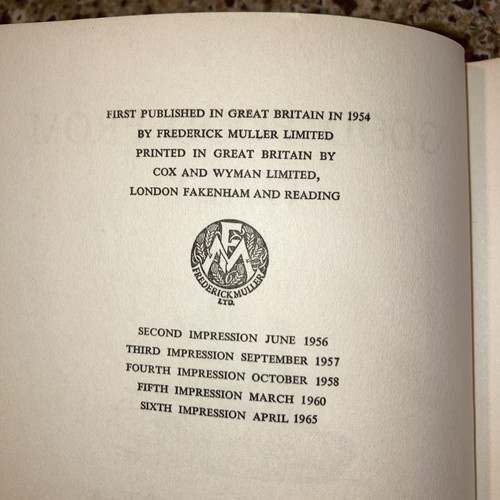 FIRST PUBLISHED IN GREAT BRITAIN IN 1954
BY FREDERICK MULLER LIMITED
PRINTED IN GREAT BRITAIN BY
COX AND WYMAN LIMITED,
LONDON FAKENHAM AND READING
FM
FREDERICK MULLER
LTD.
SECOND IMPRESSION JUNE 1956
THIRD IMPRESSION SEPTEMBER 1957
FOURTH IMPRESSION OCTOBER 1958
FIFTH IMPRESSION MARCH 1960
SIXTH IMPRESSION APRIL 1965